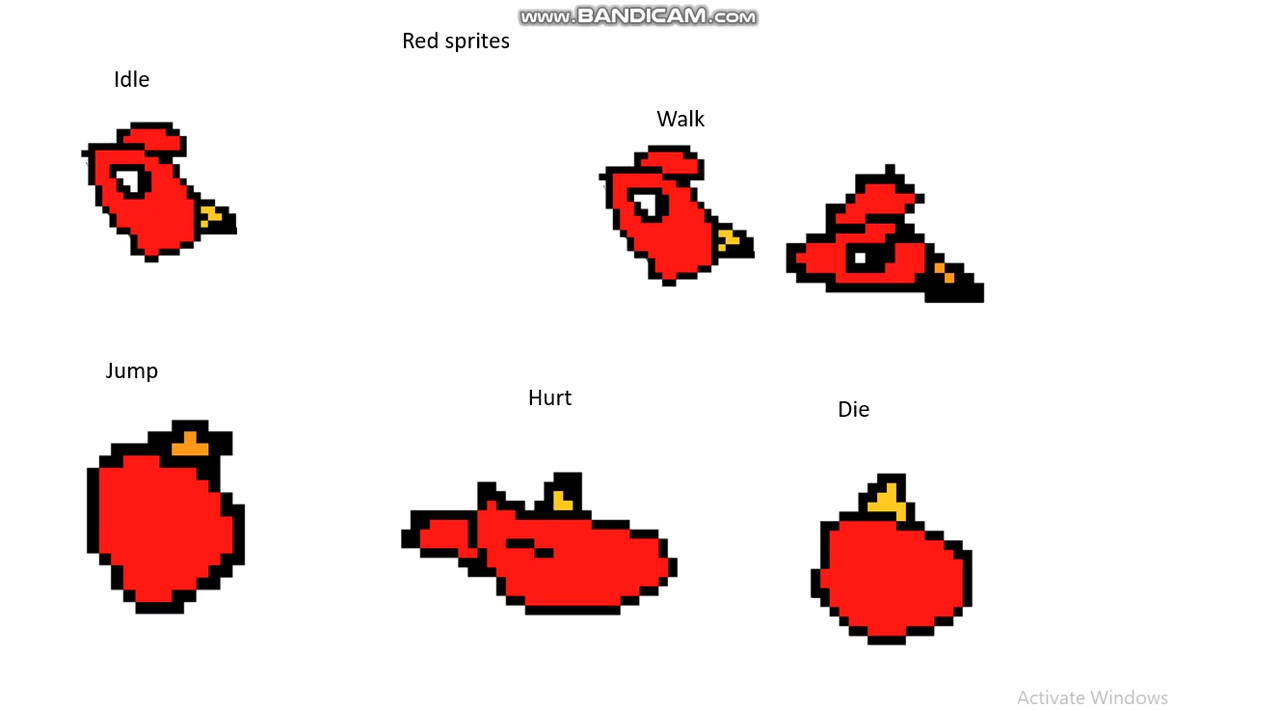 www.BANDICAM.com
Red sprites
Idle
Walk
Jump
Hurt
Die
Activate Windows